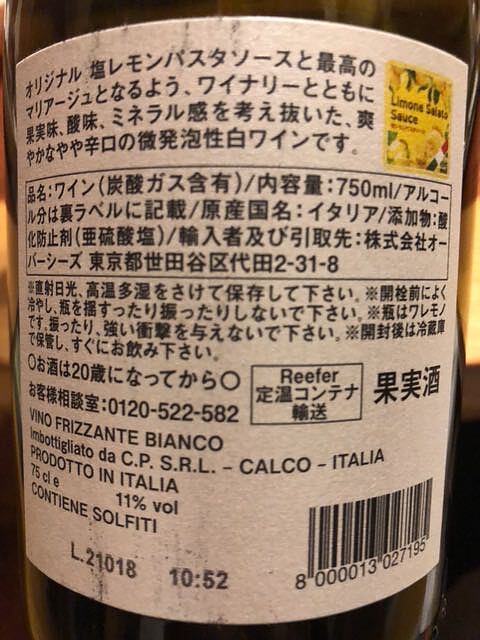 オリジナル 塩レモンパスタソースと最高の
マリアージュとなるよう、ワイナリーとともに
果実味、酸味、ミネラル感を考え抜いた、爽
やかなやや辛口の微発泡性白ワインです。
Limone Salato
Sauce
品名:ワイン(炭酸ガス含有)/内容量:750ml/アルコー
ル分は裏ラベルに記載/原産国名:イタリア/添加物:酸
化防止剤(亜硫酸塩)/輸入者及び引取先:株式会社オー
バーシーズ 東京都世田谷区代田2-31-8
※直射日光、高温多湿をさけて保存して下さい。※開栓前によく
冷やし、瓶を揺すったり振ったりしないで下さい。※瓶はワレモノ
です。振ったり、強い衝撃を与えないで下さい。※開封後は冷蔵庫
で保管し、すぐにお飲み下さい。
〇お酒は20歳になってから〇
お客様相談室:0120-522-582
Reefer
定温コンテナ
輸送
果実酒
VINO FRIZZANTE BIANCO
Imbottigliato da C.P. S.R.L. - CALCO - ITALIA
PRODOTTO IN ITALIA
75 cl e 11% vol
CONTIENE SOLFITI
L.21018 10:52
8 000013 027195